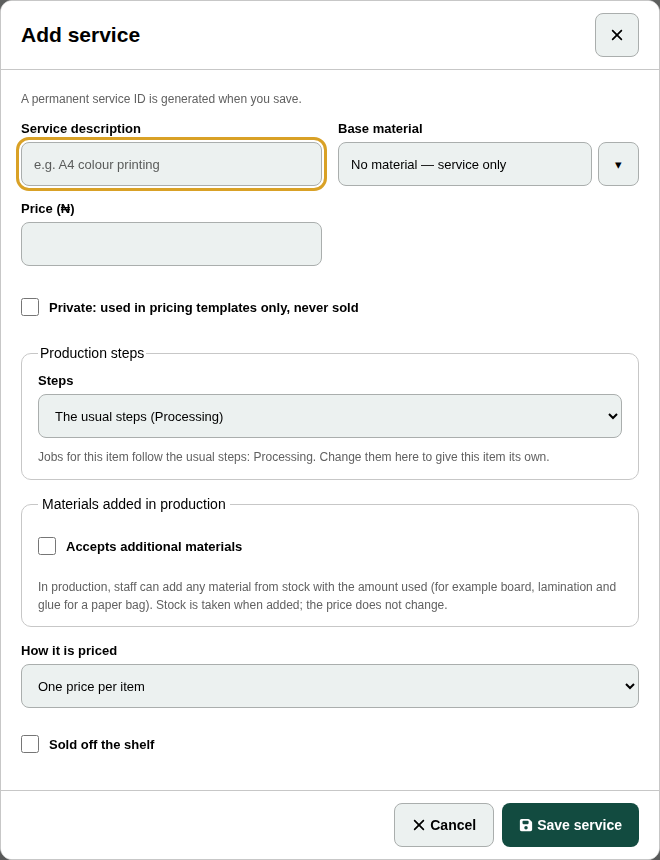 Add service
A permanent service ID is generated when you save.
Service description
Base material
e.g. A4 colour printing
No material — service only
Price (₦)
Private: used in pricing templates only, never sold
Production steps
Steps
The usual steps (Processing)
Jobs for this item follow the usual steps: Processing. Change them here to give this item its own.
Materials added in production
Accepts additional materials
In production, staff can add any material from stock with the amount used (for example board, lamination and
glue for a paper bag). Stock is taken when added; the price does not change.
How it is priced
One price per item
Sold off the shelf
Cancel
Save service